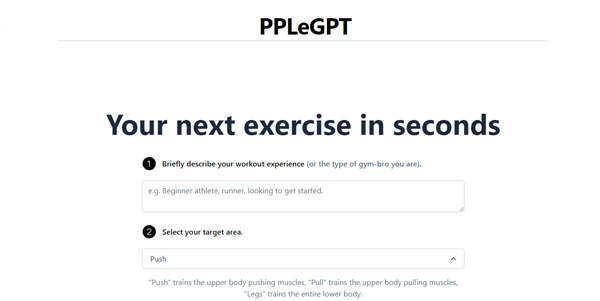 PPLeGPT
Your next exercise in seconds
1 Briefly describe your workout experience (or the type of gym-bro you are).
e.g. Beginner athlete, runner, looking to get started.
2 Select your target area.
Push
"Push" trains the upper body pushing muscles, "Pull" trains the upper body pulling muscles,
"Legs" trains the entire lower body.